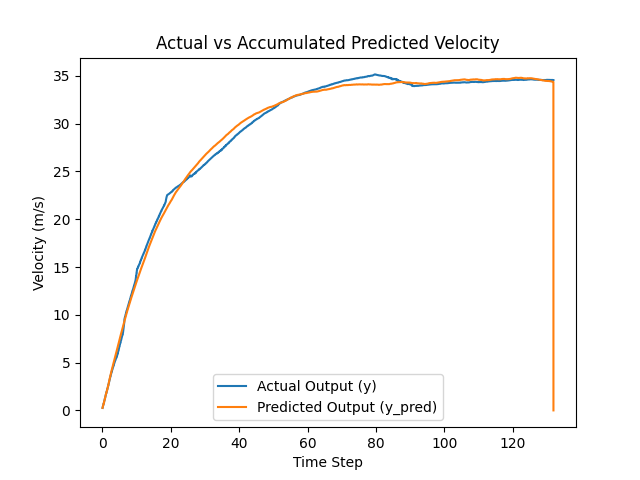 Actual vs Accumulated Predicted Velocity
Velocity (m/s)
35
30
25
20
15
10
5
0
0 20 40 60 80 100 120
Time Step
Actual Output (y)
Predicted Output (y_pred)